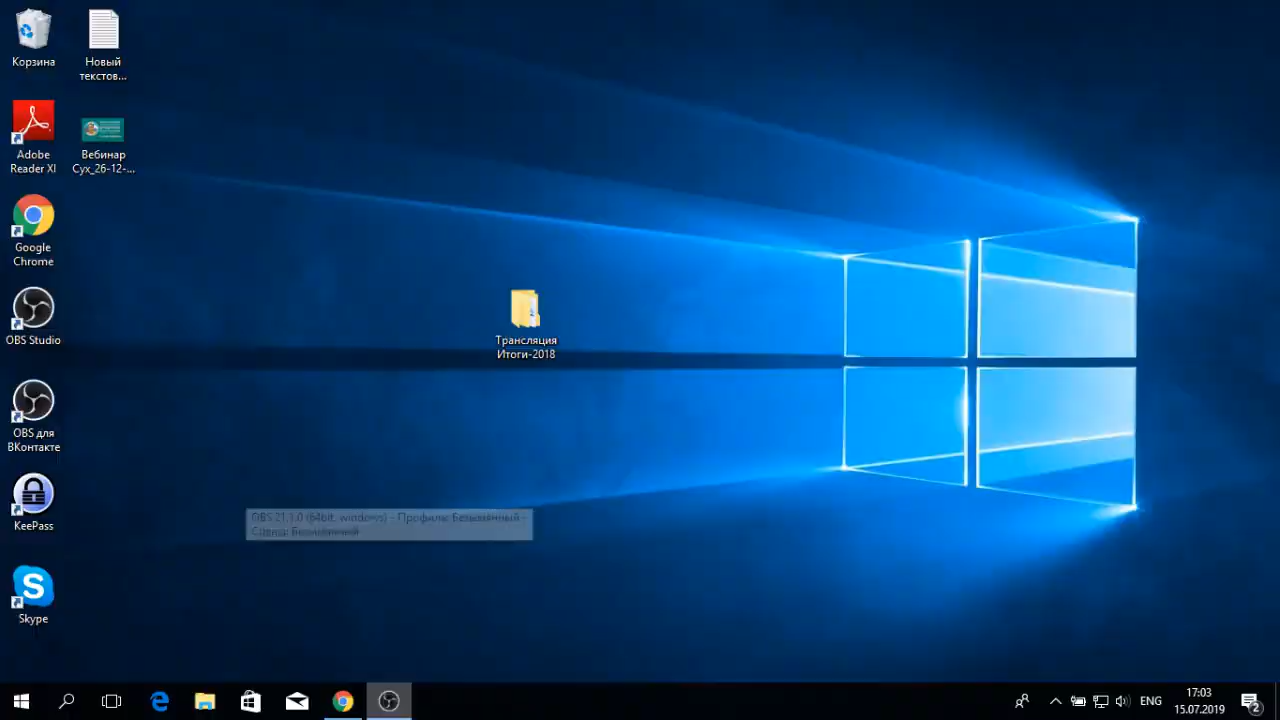 Корзина
Новый
текстов...
Adobe
Reader XI
Вебинар
Сух_26-12-...
Google
Chrome
OBS Studio
Трансляция
Итоги-2018
OBS для
ВКонтакте
KeePass
OBS 21.1.0 (64bit, windows) - Профиль: Безымянный -
Сцены: Безымянный
Skype
ENG
17:03
15.07.2019
2